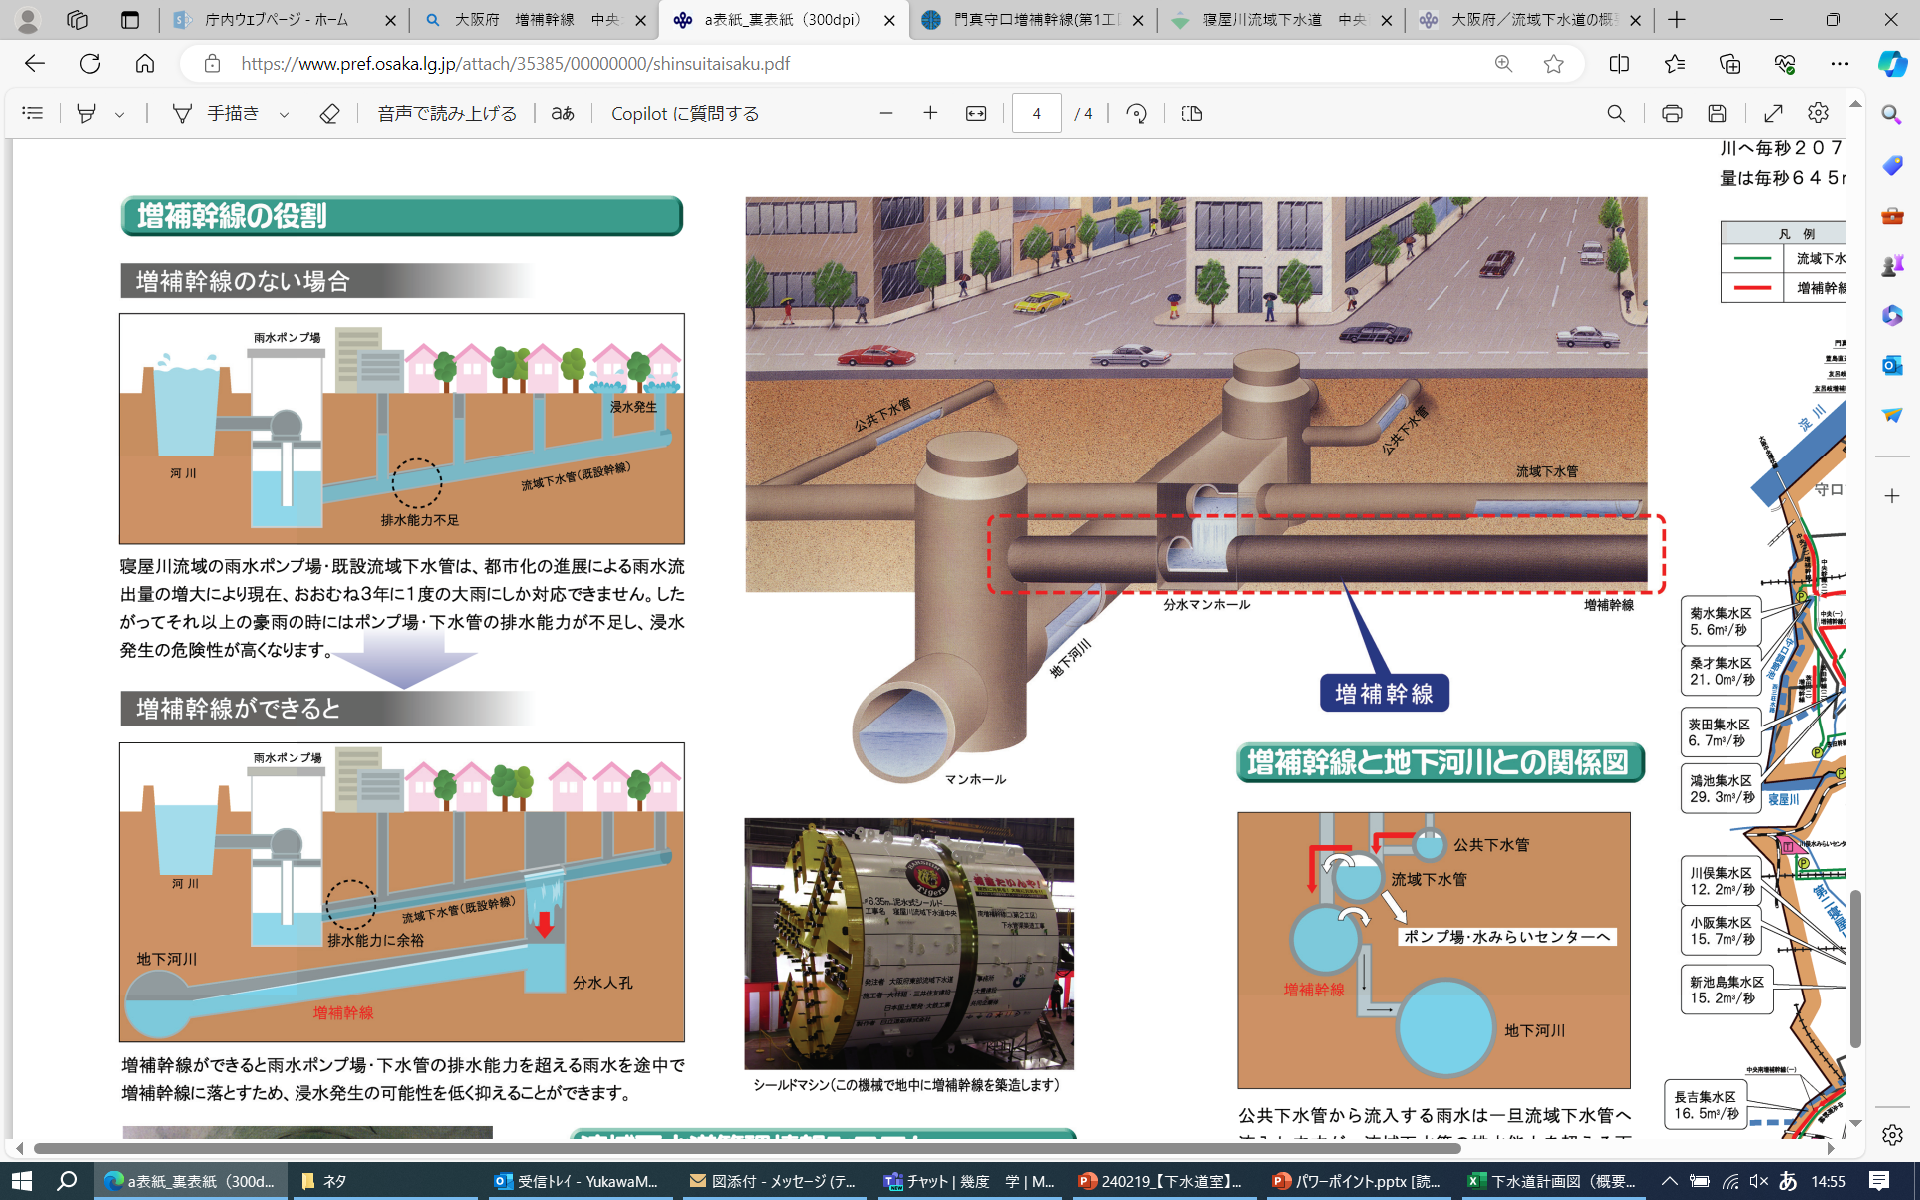 庁内ウェブページ - ホーム
大阪府　増補幹線　中央
a表紙_裏表紙（300dpi）
門真守口増補幹線(第1工
寝屋川流域下水道　中央
大阪府／流域下水道の概
https://www.pref.osaka.lg.jp/attach/35385/00000000/shinsuitaisaku.pdf
手描き
音声で読み上げる
aあ
Copilot に質問する
4
/ 4
増補幹線の役割
増補幹線のない場合
雨水ポンプ場
浸水発生
河 川
流域下水管(既設幹線)
排水能力不足
寝屋川流域の雨水ポンプ場･既設流域下水管は、都市化の進展による雨水流
出量の増大により現在、おおむね3年に1度の大雨にしか対応できません。した
がってそれ以上の豪雨の時にはポンプ場･下水管の排水能力が不足し、浸水
発生の危険性が高くなります。
増補幹線ができると
雨水ポンプ場
河 川
流域下水管(既設幹線)
排水能力に余裕
地下河川
分水人孔
増補幹線
増補幹線ができると雨水ポンプ場･下水管の排水能力を超える雨水を途中で
増補幹線に落とすため、浸水発生の可能性を低く抑えることができます。
公共下水管
公共下水管
流域下水管
分水マンホール
増補幹線
地下河川
増補幹線
マンホール
Tigers
シールドマシン(この機械で地中に増補幹線を築造します)
増補幹線と地下河川との関係図
公共下水管
流域下水管
ポンプ場･水みらいセンターへ
増補幹線
地下河川
公共下水管から流入する雨水は一旦流域下水管へ
川へ毎秒２０７
量は毎秒６４５
凡　例
流域下水
増補幹線
淀 川
守口
菊水集水区
5.6m³/秒
桑才集水区
21.0m³/秒
茨田集水区
6.7m³/秒
鴻池集水区
29.3m³/秒
寝屋川
川俣集水区
12.2m³/秒
小阪集水区
15.7m³/秒
新池島集水区
15.2m³/秒
中央南増補幹線(一)
長吉集水区
16.5m³/秒
a表紙_裏表紙（300d...
ネタ
受信トレイ - YukawaM...
図添付 - メッセージ (テ...
チャット | 幾度　学 | M...
240219_【下水道室】...
パワーポイント.pptx [読...
下水道計画図（概要...
あ
14:55